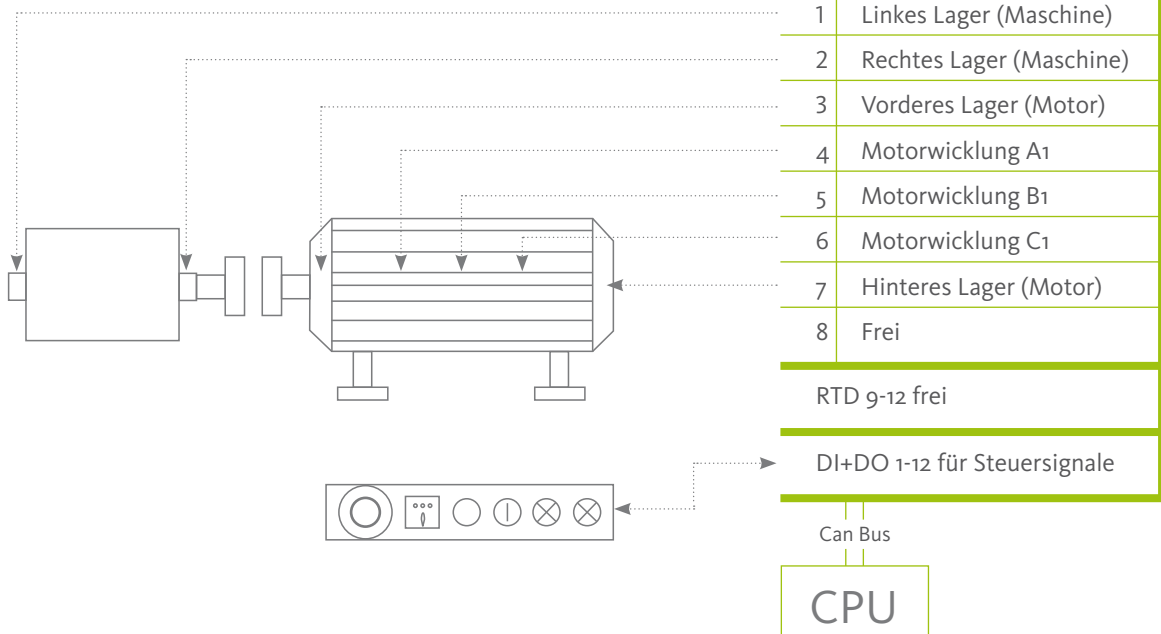 1 Linkes Lager (Maschine)
2 Rechtes Lager (Maschine)
3 Vorderes Lager (Motor)
4 Motorwicklung A1
5 Motorwicklung B1
6 Motorwicklung C1
7 Hinteres Lager (Motor)
8 Frei
RTD 9-12 frei
DI+DO 1-12 für Steuersignale
Can Bus
CPU